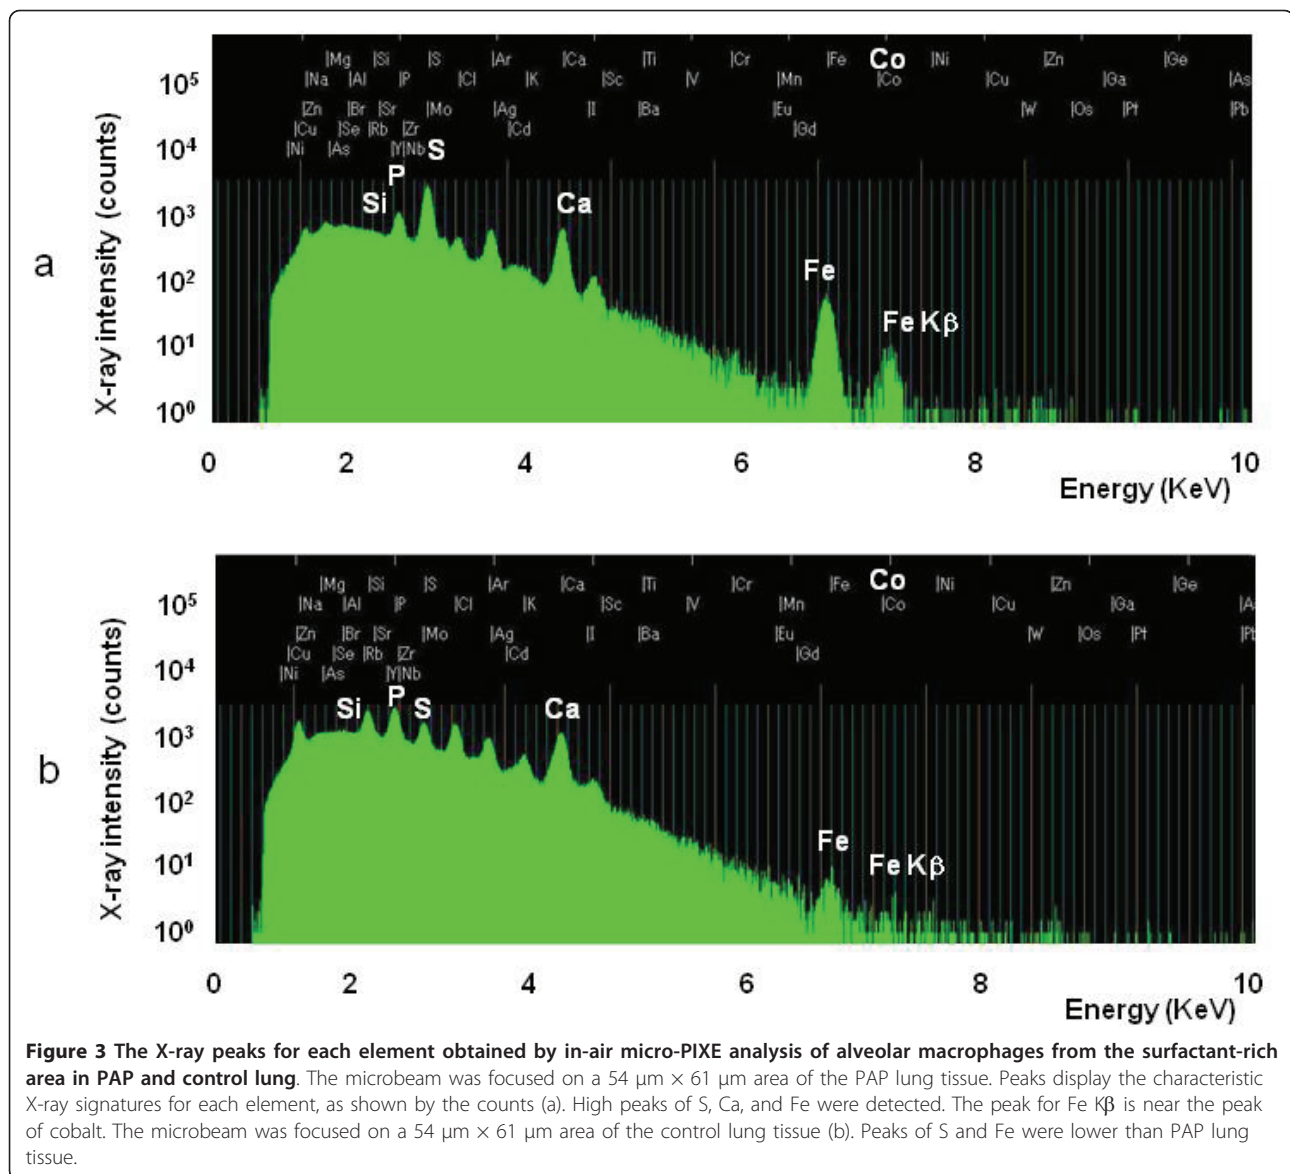 |Mg |Si |S |Ar |Ca |Ti |Cr |Fe Co |Ni |Zn |Ge
10⁵ |Na |Al |P |Cl |K |Sc |V |Mn |Co |Cu |Ga |As
|Zn |Br |Sr |Mo |Ag |I |Ba |Eu |W |Os |Pt |Pb
|Cu |Se |Rb |Zr |Cd |Gd
10⁴ |Ni |As |Y |Nb S
P
Si Ca
10³
a
X-ray intensity (counts)
10²
Fe
Fe Kβ
10¹
10⁰
0 2 4 6 8 10
Energy (KeV)
|Mg |Si |S |Ar |Ca |Ti |Cr |Fe Co |Ni |Zn |Ge
10⁵ |Na |Al |P |Cl |K |Sc |V |Mn |Co |Cu |Ga |A
|Zn |Br |Sr |Mo |Ag |I |Ba |Eu |W |Os |Pt |Pb
|Cu |Se |Rb |Zr |Cd |Gd
10⁴ |Ni |As |Y |Nb
Si P S Ca
10³
b
X-ray intensity (counts)
10²
Fe
Fe Kβ
10¹
10⁰
0 2 4 6 8 10
Energy (KeV)
Figure 3 The X-ray peaks for each element obtained by in-air micro-PIXE analysis of alveolar macrophages from the surfactant-rich
area in PAP and control lung. The microbeam was focused on a 54 μm × 61 μm area of the PAP lung tissue. Peaks display the characteristic
X-ray signatures for each element, as shown by the counts (a). High peaks of S, Ca, and Fe were detected. The peak for Fe Kβ is near the peak
of cobalt. The microbeam was focused on a 54 μm × 61 μm area of the control lung tissue (b). Peaks of S and Fe were lower than PAP lung
tissue.